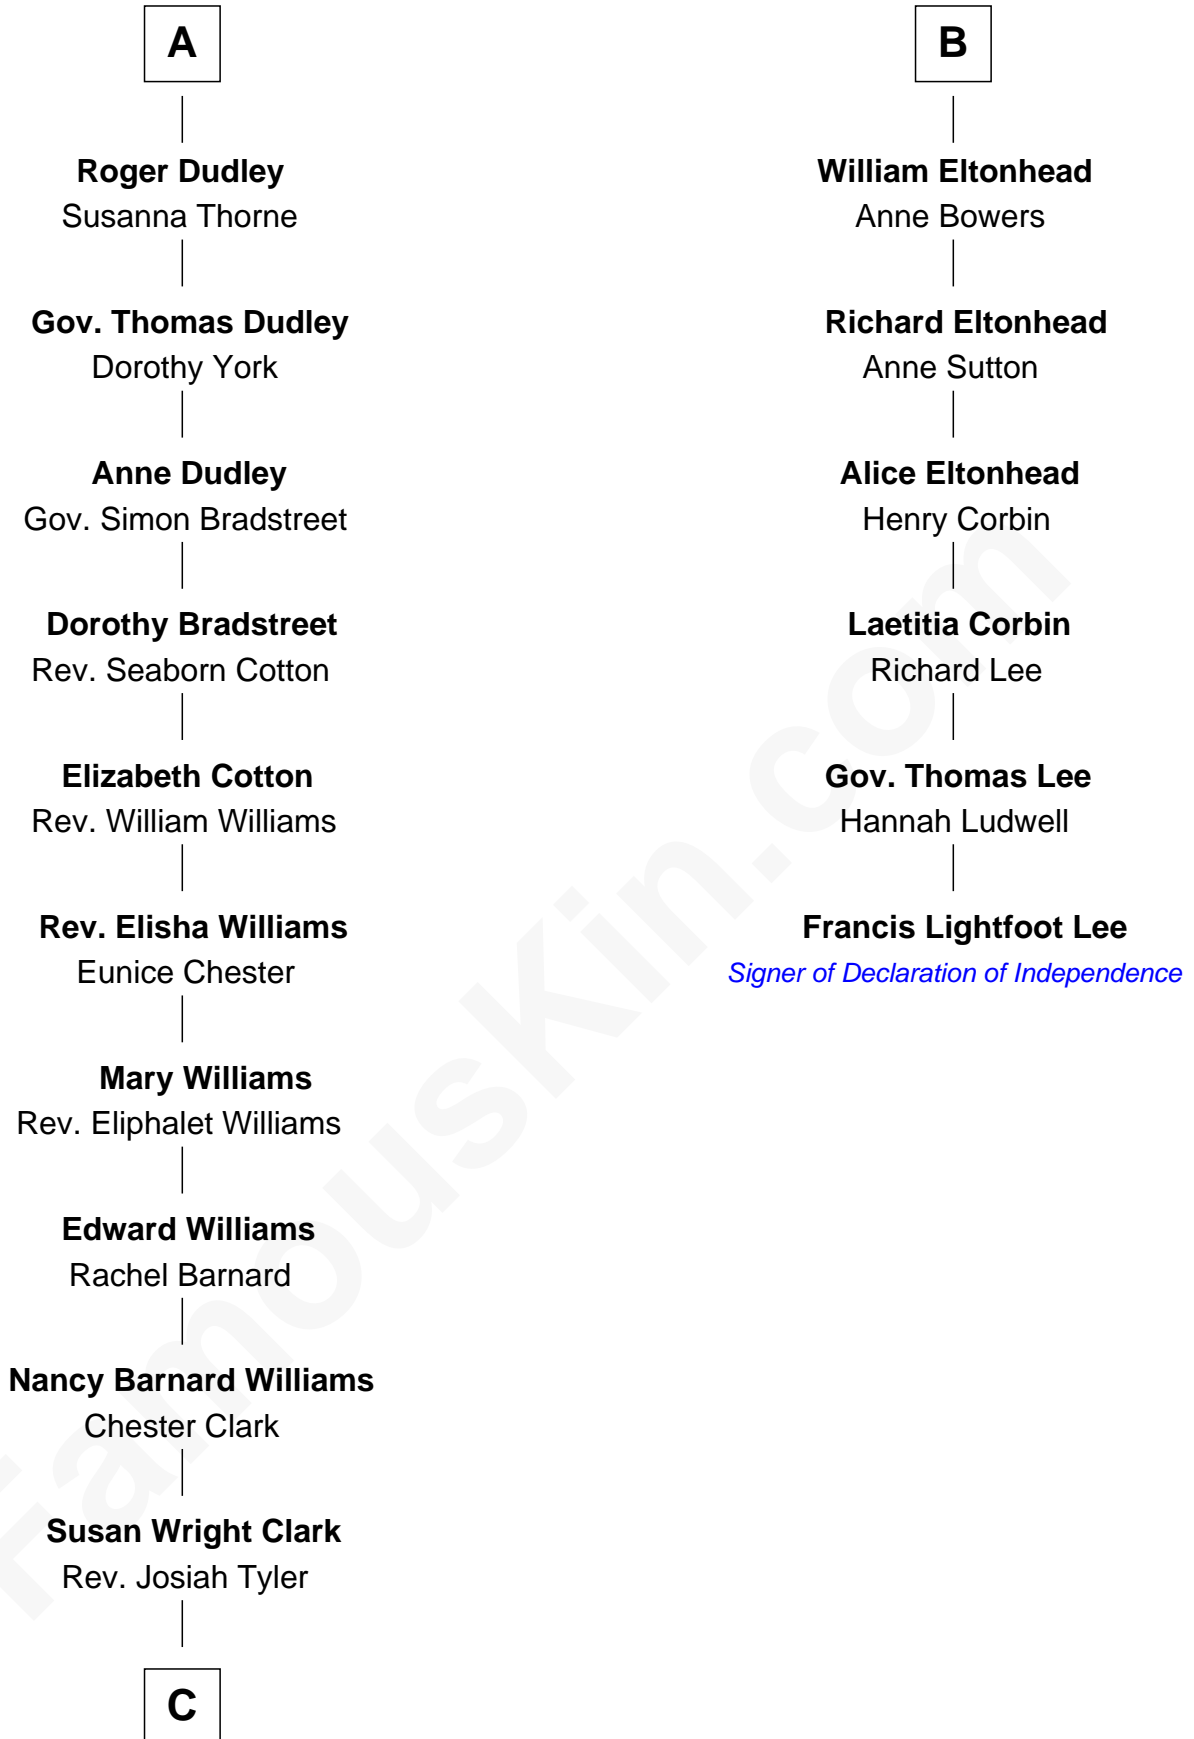 A
Roger Dudley
Susanna Thorne
Gov. Thomas Dudley
Dorothy York
Anne Dudley
Gov. Simon Bradstreet
Dorothy Bradstreet
Rev. Seaborn Cotton
Elizabeth Cotton
Rev. William Williams
Rev. Elisha Williams
Eunice Chester
Mary Williams
Rev. Eliphalet Williams
Edward Williams
Rachel Barnard
Nancy Barnard Williams
Chester Clark
Susan Wright Clark
Rev. Josiah Tyler
C
B
William Eltonhead
Anne Bowers
Richard Eltonhead
Anne Sutton
Alice Eltonhead
Henry Corbin
Laetitia Corbin
Richard Lee
Gov. Thomas Lee
Hannah Ludwell
Francis Lightfoot Lee
Signer of Declaration of Independence
FamousKin.com